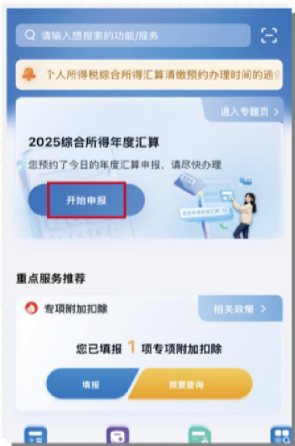 请输入想搜索的功能/服务
个人所得税综合所得汇算清缴预约办理时间的通
进入专题页 >
2025综合所得年度汇算
您预约了今日的年度汇算申报，请尽快办理
开始申报
重点服务推荐
专项附加扣除
相关政策 >
您已填报 1 项专项附加扣除
填报
我要查询